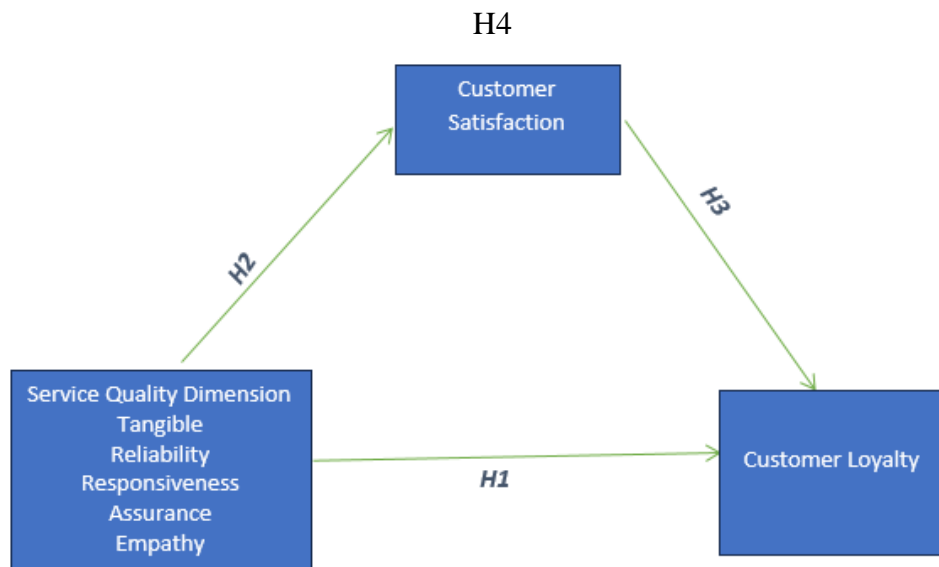 H4
Customer
Satisfaction
H2
H3
Service Quality Dimension
Tangible
Reliability
Responsiveness
Assurance
Empathy
H1
Customer Loyalty